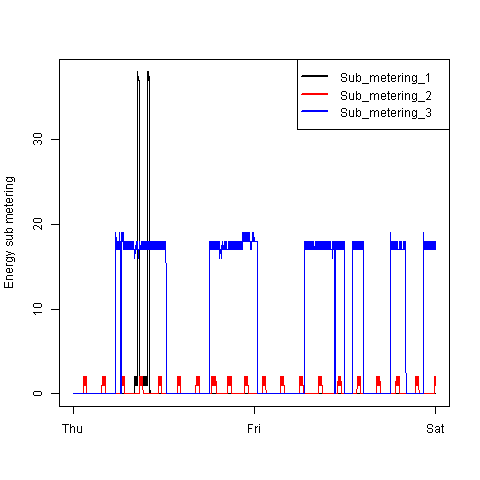 Sub_metering_1
Sub_metering_2
Sub_metering_3
Energy sub metering
30
20
10
0
Thu Fri Sat